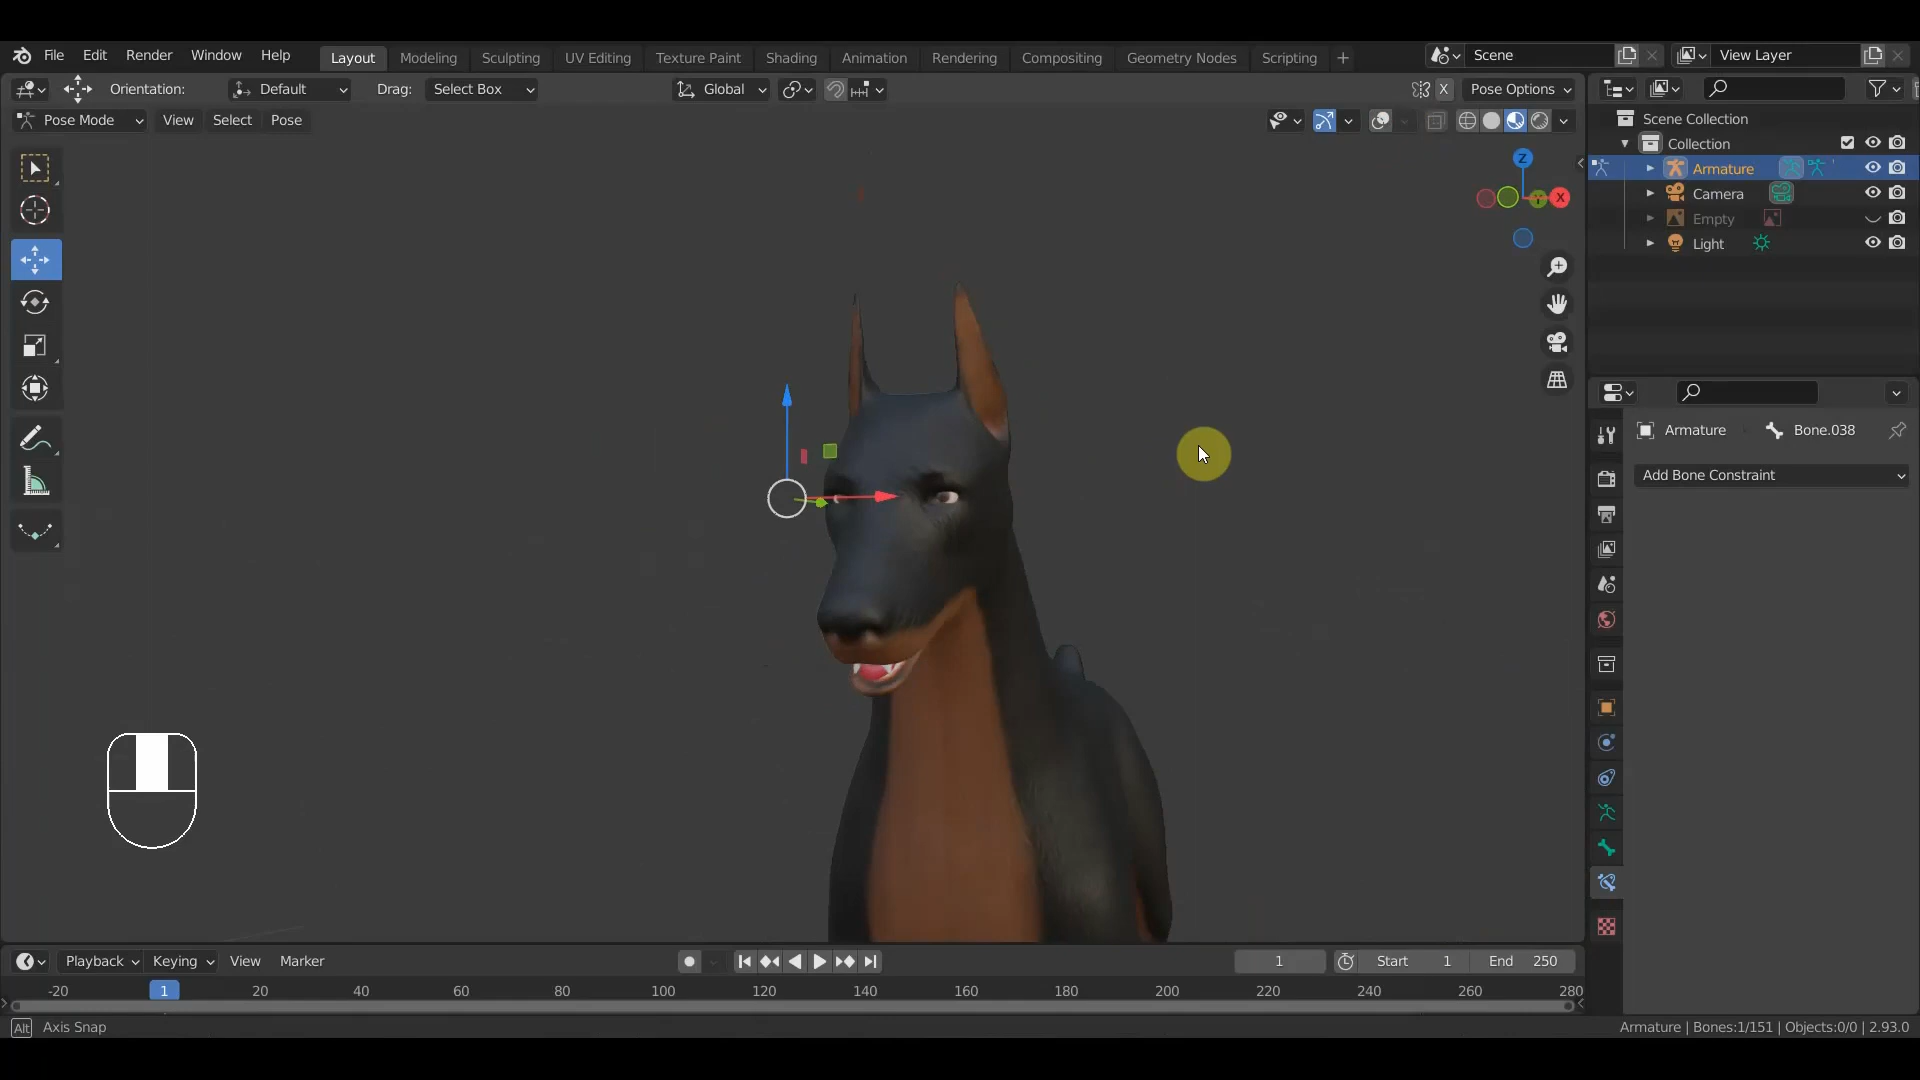 File Edit Render Window Help Layout Modeling Sculpting UV Editing Texture Paint Shading Animation Rendering Compositing Geometry Nodes Scripting + Scene View Layer
Orientation: Default Drag: Select Box Global X Pose Options
Pose Mode View Select Pose
Scene Collection
Collection
Armature
Camera
Empty
Light
Z
X
Armature Bone.038
Add Bone Constraint
Playback Keying View Marker 1 Start 1 End 250
-20 1 20 40 60 80 100 120 140 160 180 200 220 240 260 280
Alt Axis Snap Armature | Bones:1/151 | Objects:0/0 | 2.93.0